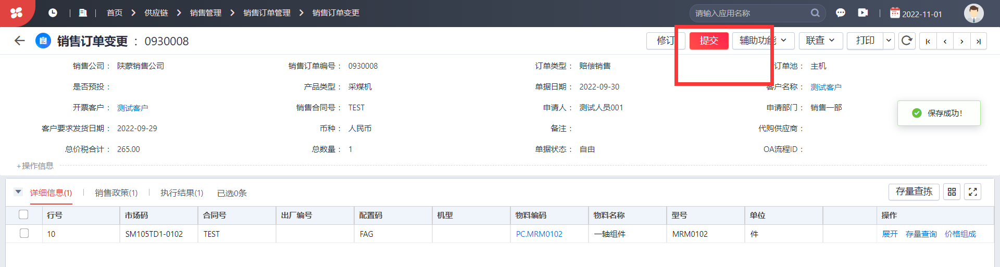 首页 > 供应链 > 销售管理 > 销售订单管理 > 销售订单变更 请输入应用名称 2022-11-01
销售订单变更 : 0930008 修订 提交 辅助功能 联查 打印
销售公司: 陕蒙销售公司 销售订单编号: 0930008 订单类型: 赔偿销售 订单池: 主机
是否预投: 产品类型: 采煤机 单据日期: 2022-09-30 客户名称: 测试客户
开票客户: 测试客户 销售合同号: TEST 申请人: 测试人员001 申请部门: 销售一部
保存成功!
客户要求发货日期: 2022-09-29 币种: 人民币 备注: 代购供应商:
总价税合计: 265.00 总数量: 1 单据状态: 自由 OA流程ID:
+操作信息
详细信息(1) 销售政策(1) 执行结果(1) 已选0条 存量查拣
行号 市场码 合同号 出厂编号 配置码 机型 物料编码 物料名称 型号 单位 操作
10 SM105TD1-0102 TEST FAG PC.MRM0102 一轴组件 MRM0102 件 展开 存量查询 价格组成